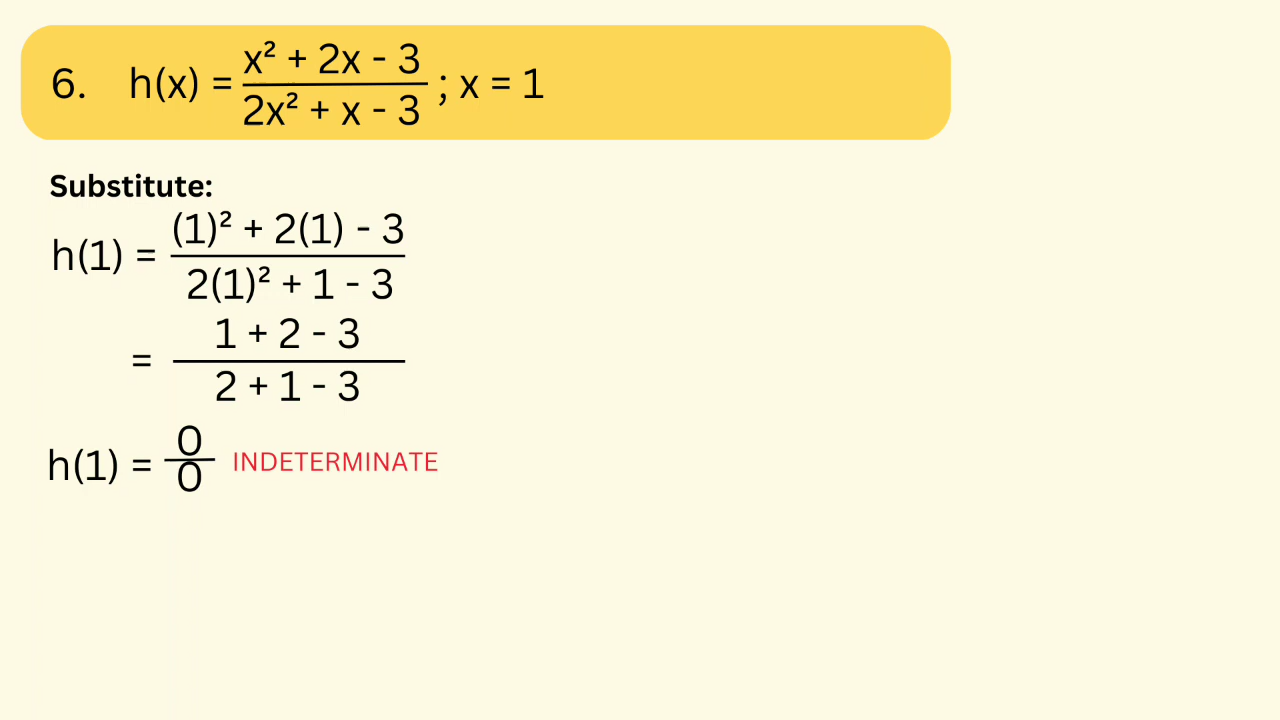 6. h(x) = x² + 2x - 3 / 2x² + x - 3 ; x = 1
Substitute:
h(1) = (1)² + 2(1) - 3 / 2(1)² + 1 - 3
= 1 + 2 - 3 / 2 + 1 - 3
h(1) = 0 / 0 INDETERMINATE